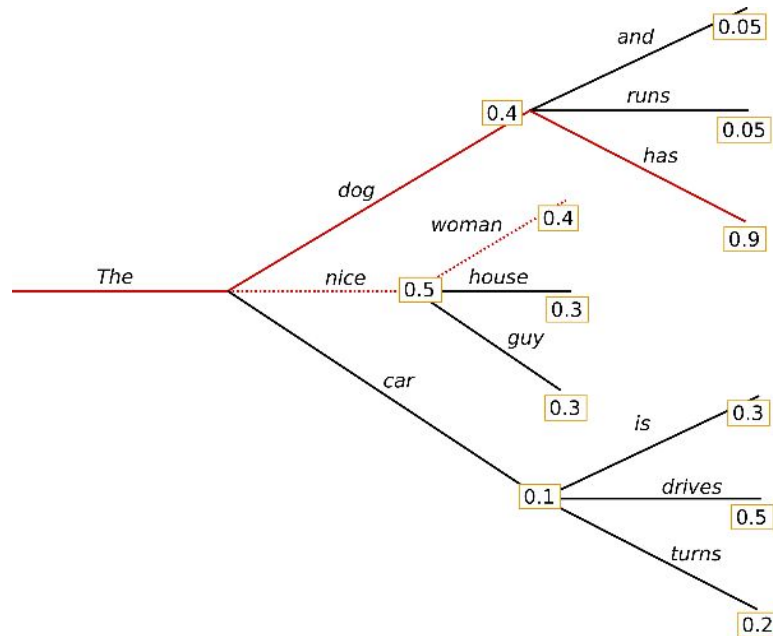 and
0.05
0.4
runs
0.05
has
0.9
dog
woman
0.4
The
nice
0.5
house
0.3
guy
0.3
car
is
0.3
0.1
drives
0.5
turns
0.2